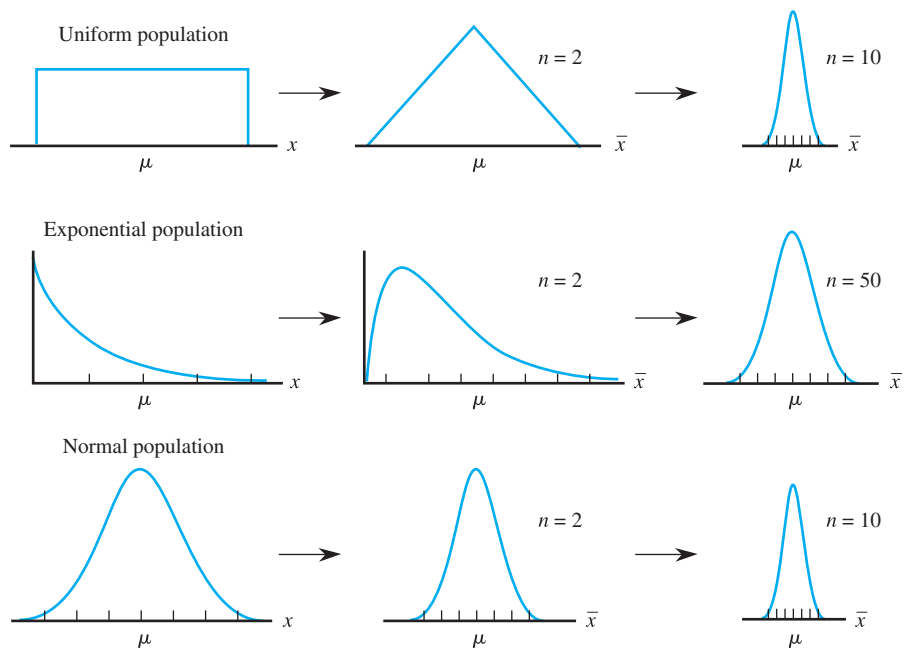 Uniform population
n = 2
n = 10
x
x̄
x̄
μ
μ
μ
Exponential population
n = 2
n = 50
x
x̄
x̄
μ
μ
μ
Normal population
n = 2
n = 10
x
x̄
x̄
μ
μ
μ